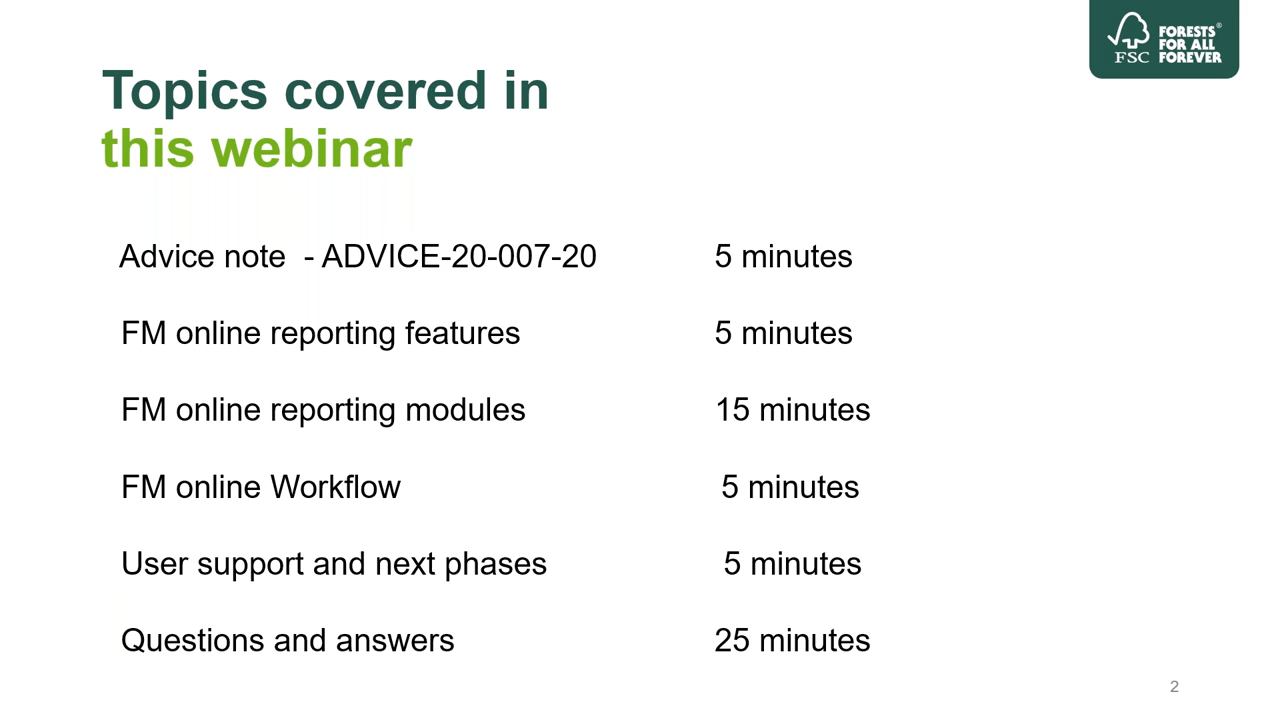 FORESTS®
FOR ALL
FOREVER
FSC
Topics covered in
this webinar
Advice note - ADVICE-20-007-20 5 minutes
FM online reporting features 5 minutes
FM online reporting modules 15 minutes
FM online Workflow 5 minutes
User support and next phases 5 minutes
Questions and answers 25 minutes
2